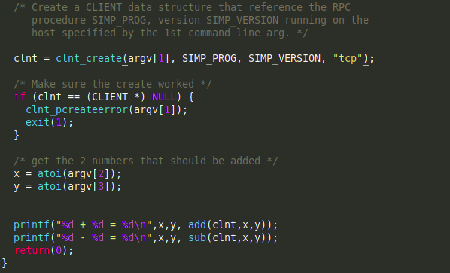 /* Create a CLIENT data structure that reference the RPC
procedure SIMP_PROG, version SIMP_VERSION running on the
host specified by the 1st command line arg. */
clnt = clnt_create(argv[1], SIMP_PROG, SIMP_VERSION, "tcp");
/* Make sure the create worked */
if (clnt == (CLIENT *) NULL) {
clnt_pcreateerror(argv[1]);
exit(1);
}
/* get the 2 numbers that should be added */
x = atoi(argv[2]);
y = atoi(argv[3]);
printf("%d + %d = %d\n",x,y, add(clnt,x,y));
printf("%d - %d = %d\n",x,y, sub(clnt,x,y));
return(0);
}